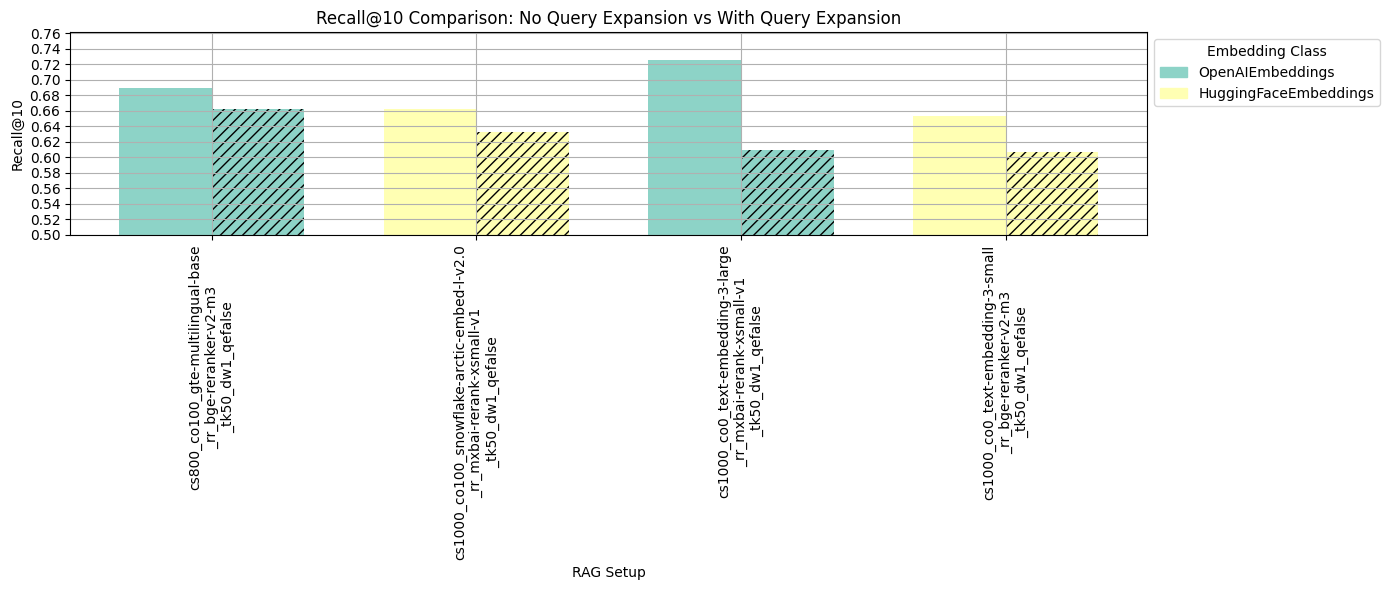 Recall@10 Comparison: No Query Expansion vs With Query Expansion
Recall@10
0.76
0.74
0.72
0.70
0.68
0.66
0.64
0.62
0.60
0.58
0.56
0.54
0.52
0.50
Embedding Class
OpenAIEmbeddings
HuggingFaceEmbeddings
cs800_co100_gte-multilingual-base
_rr_bge-reranker-v2-m3
_tk50_dw1_qefalse
cs1000_co100_snowflake-arctic-embed-l-v2.0
_rr_mxbai-rerank-xsmall-v1
_tk50_dw1_qefalse
cs1000_co0_text-embedding-3-large
_rr_mxbai-rerank-xsmall-v1
_tk50_dw1_qefalse
cs1000_co0_text-embedding-3-small
_rr_bge-reranker-v2-m3
_tk50_dw1_qefalse
RAG Setup